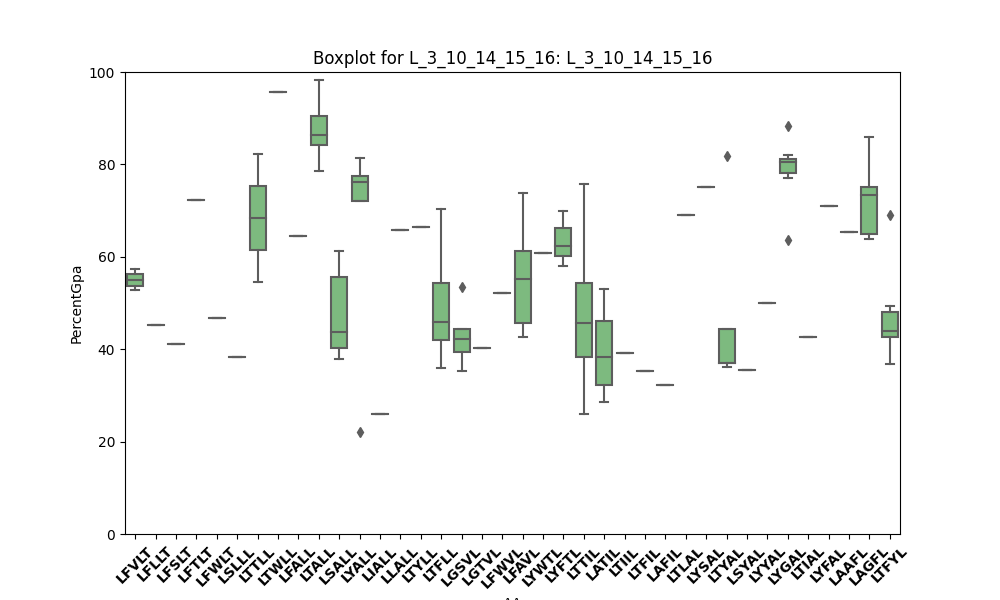 Boxplot for L_3_10_14_15_16: L_3_10_14_15_16
PercentGpa
100
80
60
40
20
0
LFVLT
LFLLT
LFSLT
LFTLT
LFWLT
LSLLL
LTTLL
LTWLL
LFALL
LTALL
LSALL
LYALL
LIALL
LLALL
LTYLL
LTFLL
LGSVL
LGTVL
LFWVL
LFAVL
LYWTL
LYFTL
LTTIL
LATIL
LTIIL
LTFIL
LAFIL
LTLAL
LYSAL
LTYAL
LSYAL
LYYAL
LYGAL
LTIAL
LYFAL
LAAFL
LAGFL
LTFYL